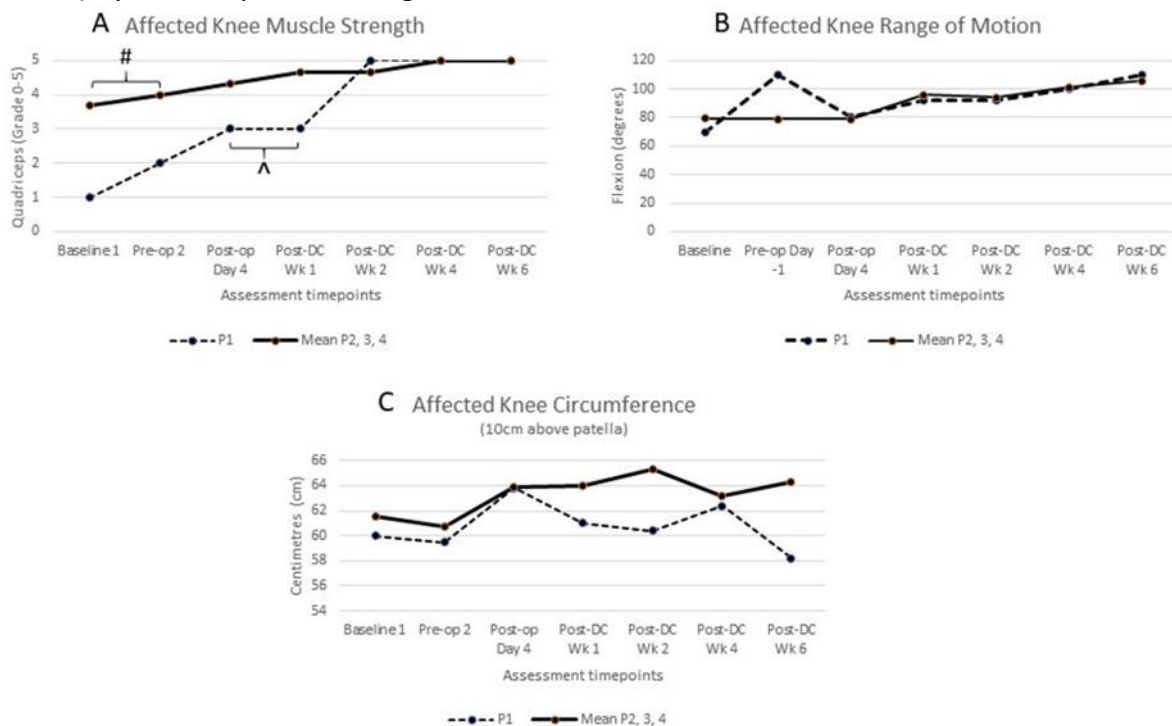 A Affected Knee Muscle Strength
Quadriceps (Grade 0-5)
5
4
3
2
1
0
#
^
Baseline 1 Pre-op 2 Post-op Day 4 Post-DC Wk 1 Post-DC Wk 2 Post-DC Wk 4 Post-DC Wk 6
Assessment timepoints
P1 Mean P2, 3, 4
B Affected Knee Range of Motion
Flexion (degrees)
120
100
80
60
40
20
0
Baseline Pre-op Day -1 Post-op Day 4 Post-DC Wk 1 Post-DC Wk 2 Post-DC Wk 4 Post-DC Wk 6
Assessment timepoints
P1 Mean P2, 3, 4
C Affected Knee Circumference
(10cm above patella)
Centimetres (cm)
66
64
62
60
58
56
54
Baseline 1 Pre-op 2 Post-op Day 4 Post-DC Wk 1 Post-DC Wk 2 Post-DC Wk 4 Post-DC Wk 6
Assessment timepoints
P1 Mean P2, 3, 4